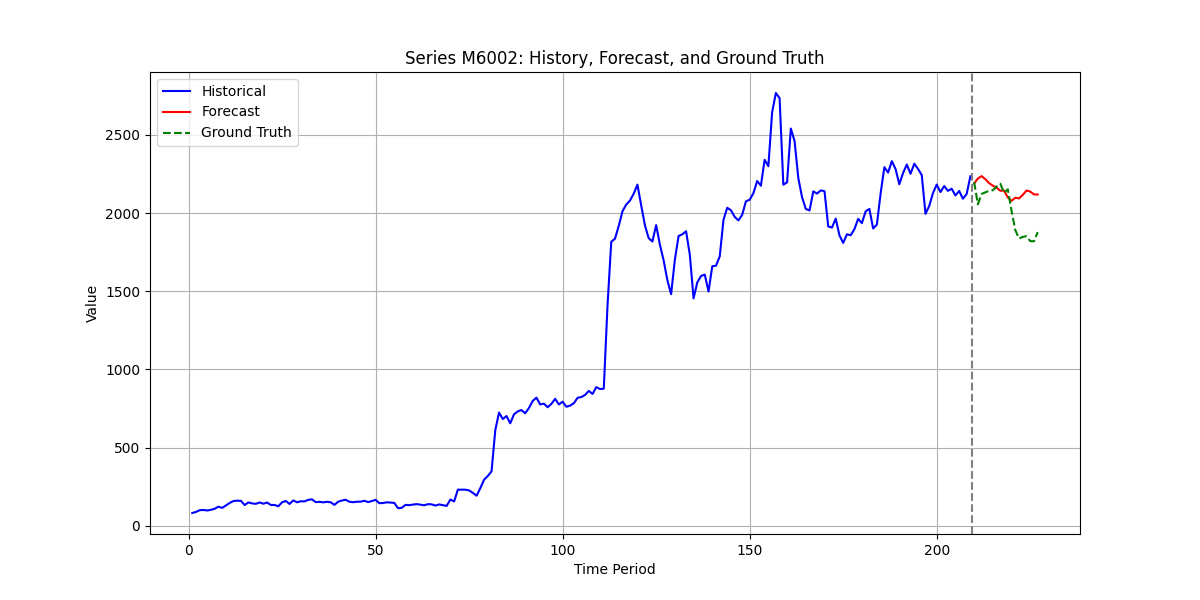 Series M6002: History, Forecast, and Ground Truth
Historical
Forecast
Ground Truth
2500
2000
1500
1000
500
0
Value
0 50 100 150 200
Time Period